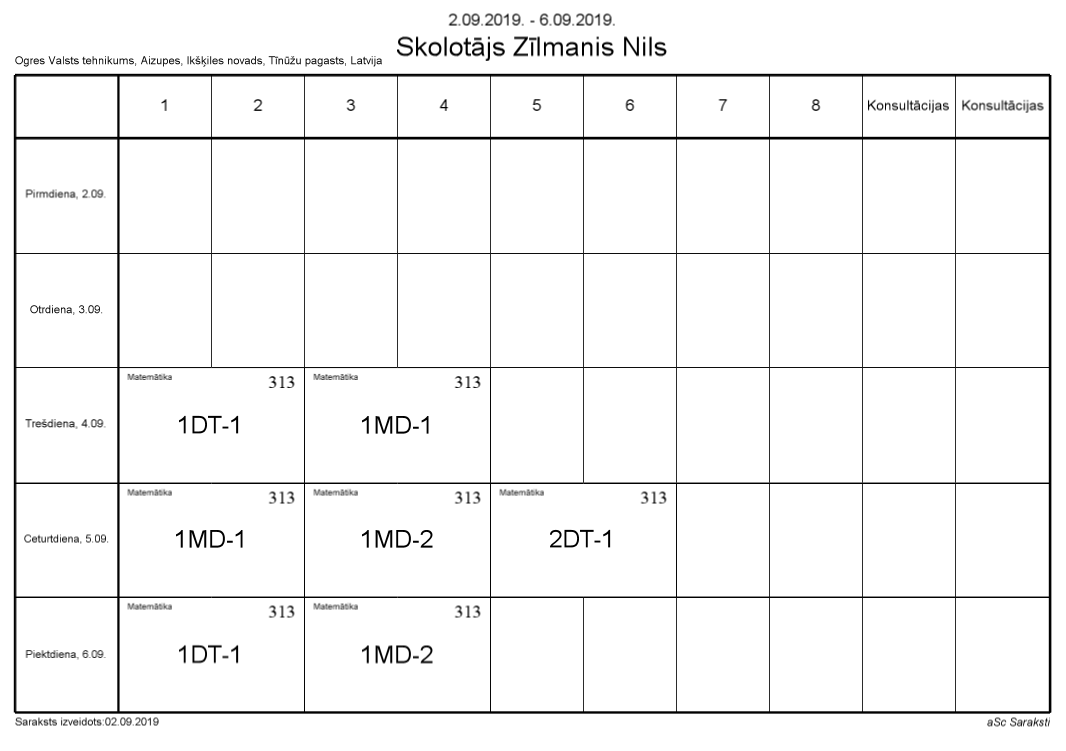 2.09.2019. - 6.09.2019.
Skolotājs Zīlmanis Nils
Ogres Valsts tehnikums, Aizupes, Ikšķiles novads, Tīnūžu pagasts, Latvija
1 2 3 4 5 6 7 8 Konsultācijas Konsultācijas
Pirmdiena, 2.09.
Otrdiena, 3.09.
Matemātika 313 Matemātika 313
Trešdiena, 4.09. 1DT-1 1MD-1
Matemātika 313 Matemātika 313 Matemātika 313
Ceturtdiena, 5.09. 1MD-1 1MD-2 2DT-1
Matemātika 313 Matemātika 313
Piektdiena, 6.09. 1DT-1 1MD-2
Saraksts izveidots:02.09.2019 aSc Saraksti